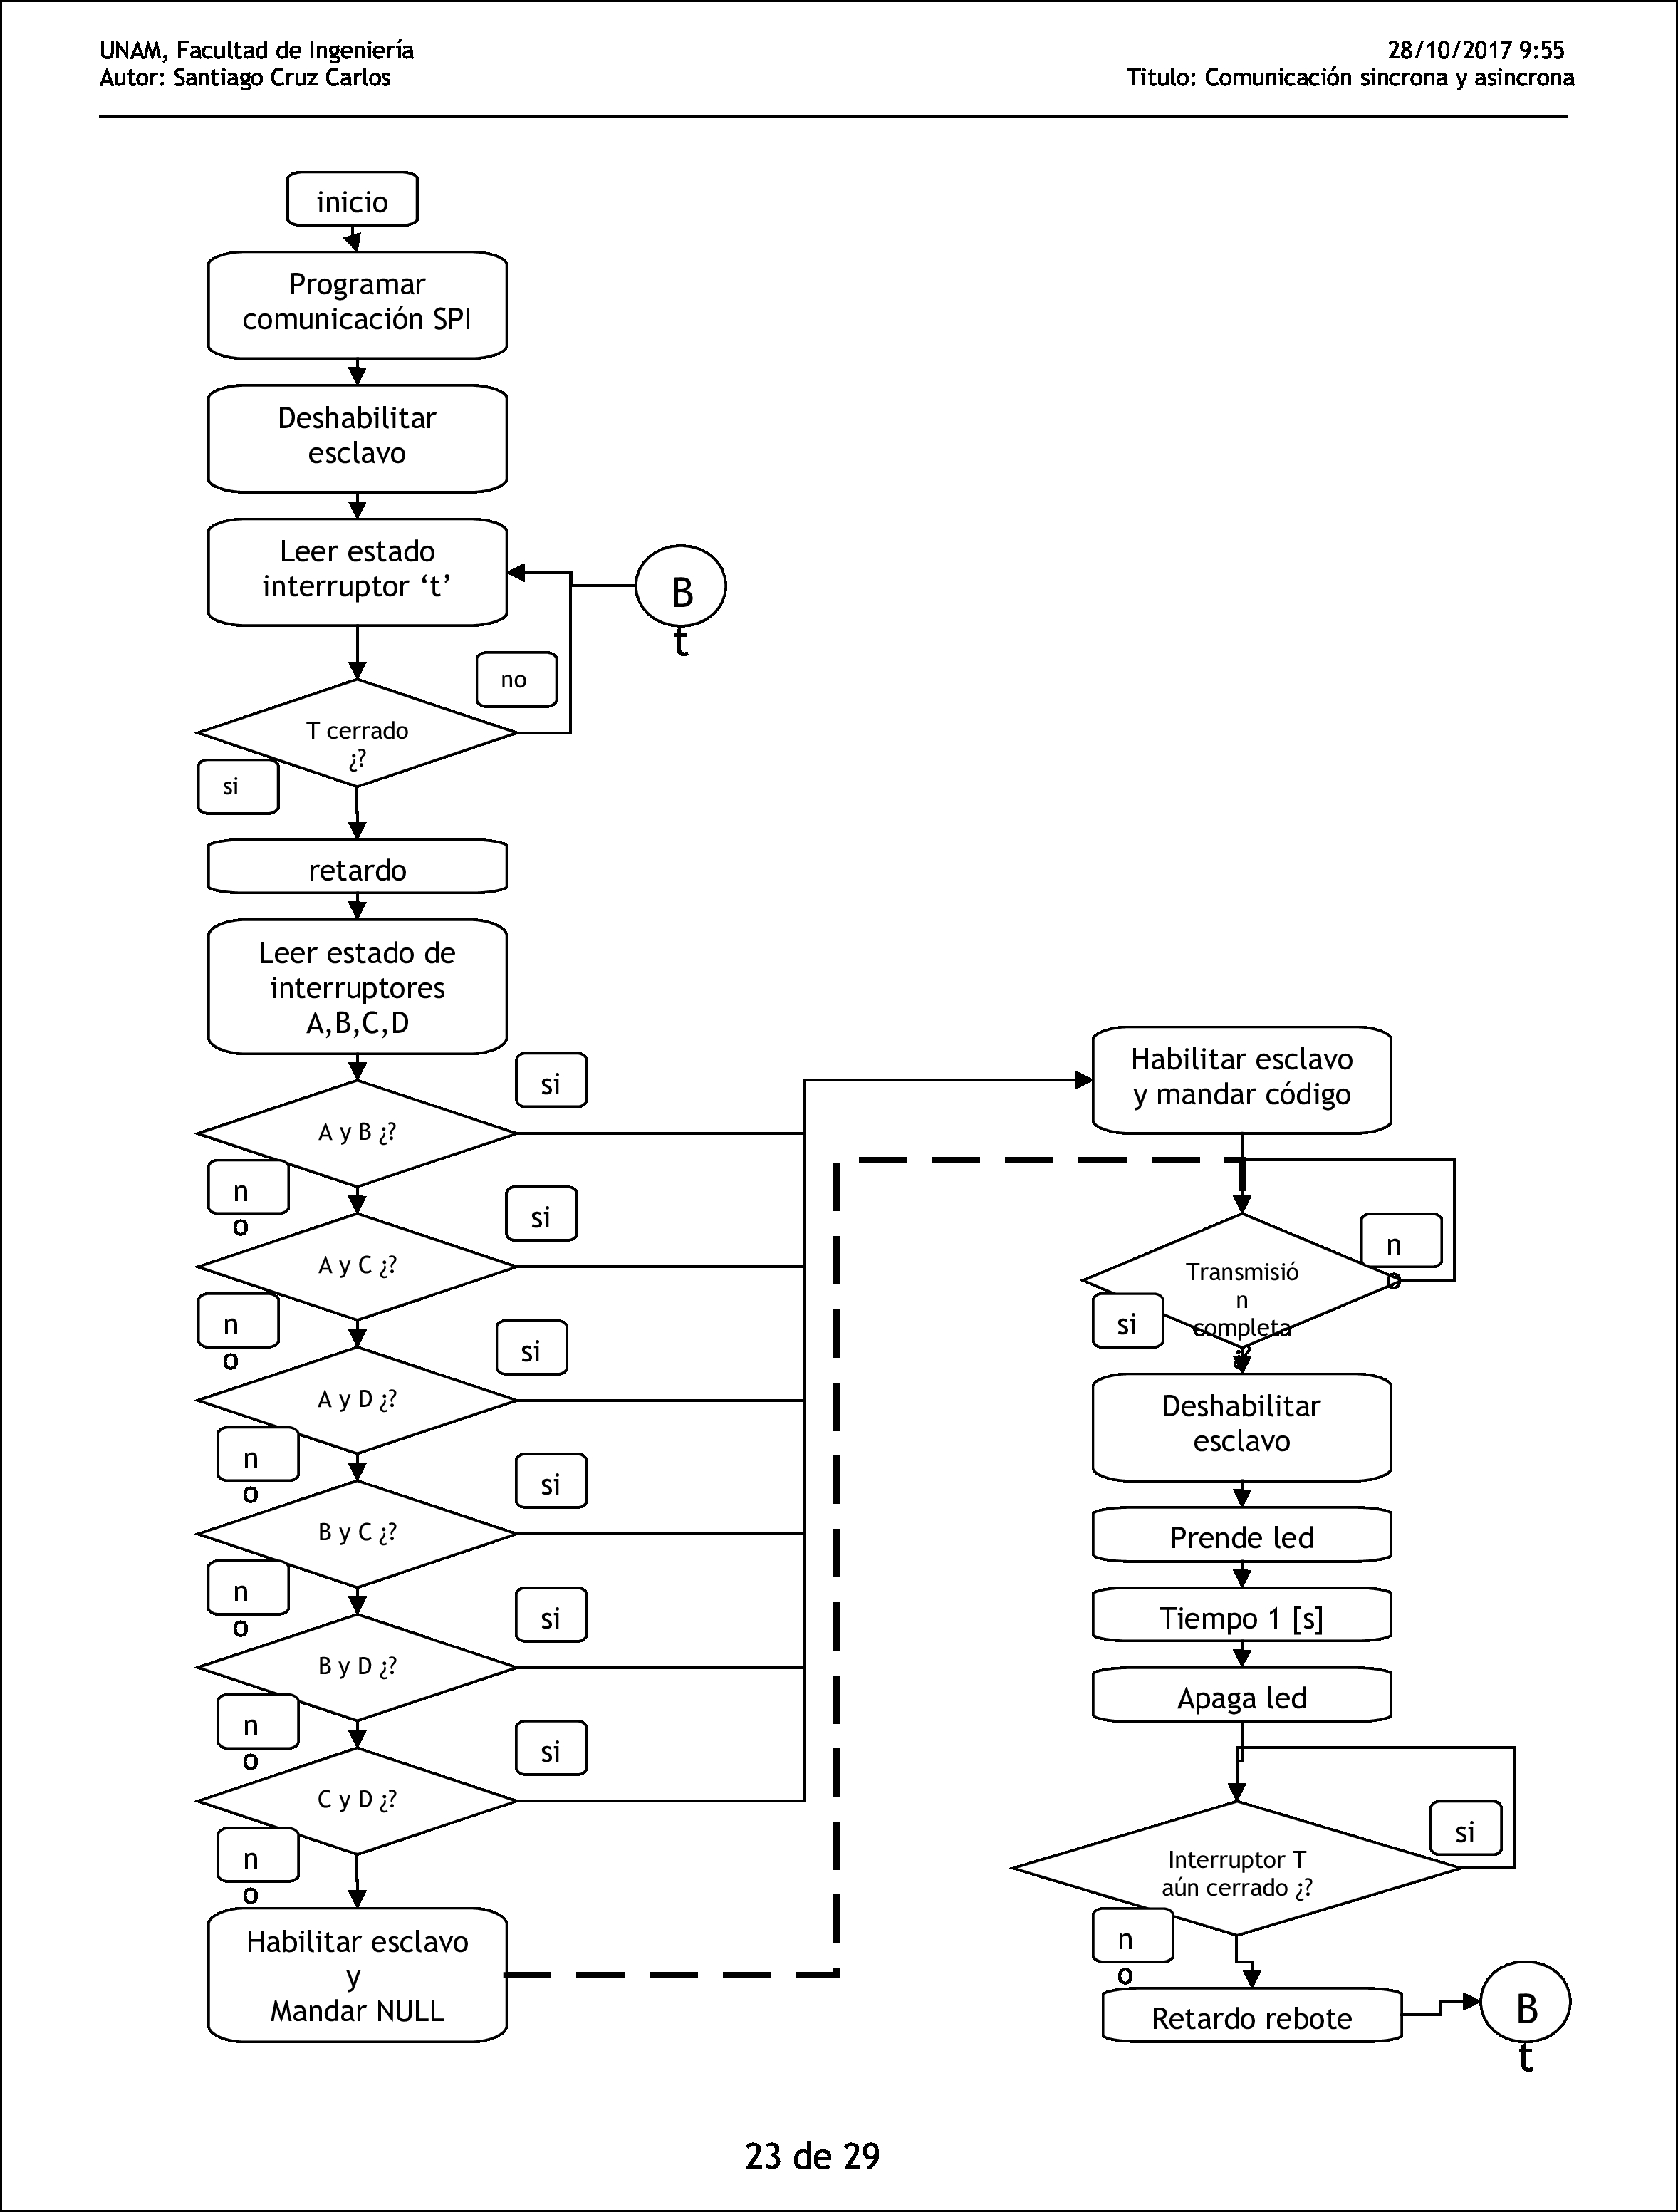 UNAM, Facultad de Ingeniería
28/10/2017 9:55
Autor: Santiago Cruz Carlos
Titulo: Comunicación sincrona y asincrona
inicio
Programar
comunicación SPI
Deshabilitar
esclavo
Leer estado
interruptor ‘t’
B
t
no
T cerrado
¿?
si
retardo
Leer estado de
interruptores
A,B,C,D
si
A y B ¿?
n
o
si
A y C ¿?
n
o
si
A y D ¿?
n
o
si
B y C ¿?
n
o
si
B y D ¿?
n
o
si
C y D ¿?
n
o
Habilitar esclavo
y
Mandar NULL
Habilitar esclavo
y mandar código
n
o
Transmisió
n
completa
¿?
si
Deshabilitar
esclavo
Prende led
Tiempo 1 [s]
Apaga led
si
Interruptor T
aún cerrado ¿?
n
o
Retardo rebote
B
t
23 de 29